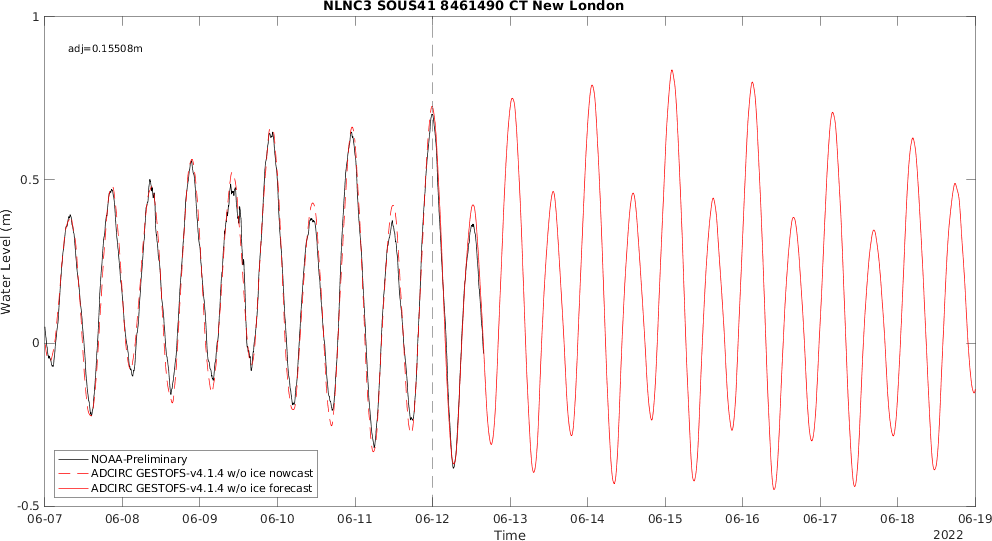 NLNC3 SOUS41 8461490 CT New London
adj=0.15508m
1
0.5
0
-0.5
Water Level (m)
NOAA-Preliminary
ADCIRC GESTOFS-v4.1.4 w/o ice nowcast
ADCIRC GESTOFS-v4.1.4 w/o ice forecast
06-07 06-08 06-09 06-10 06-11 06-12 06-13 06-14 06-15 06-16 06-17 06-18 06-19
Time
2022